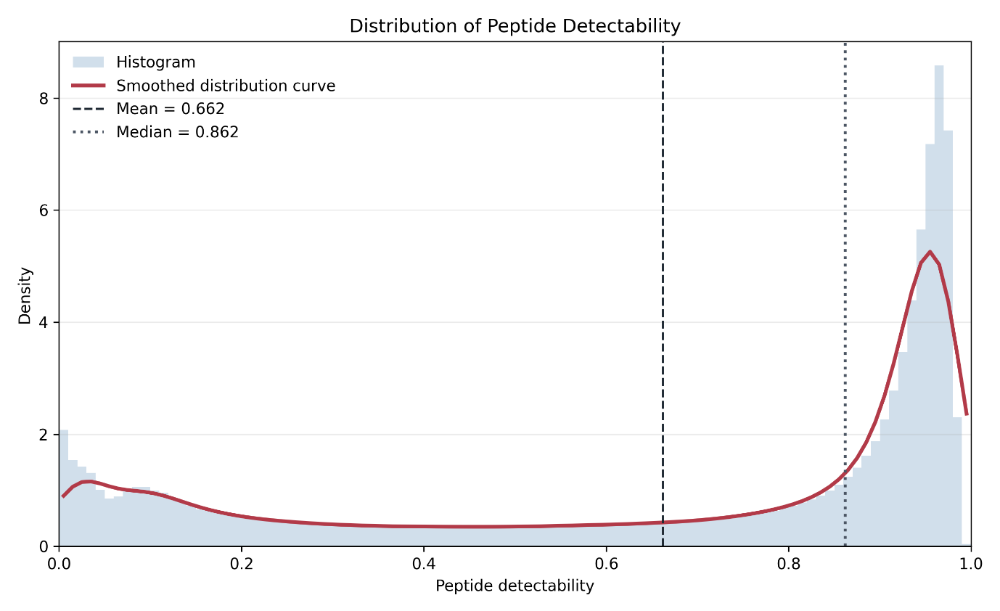 Distribution of Peptide Detectability
Histogram
Smoothed distribution curve
Mean = 0.662
Median = 0.862
8
6
4
2
0
Density
0.0 0.2 0.4 0.6 0.8 1.0
Peptide detectability